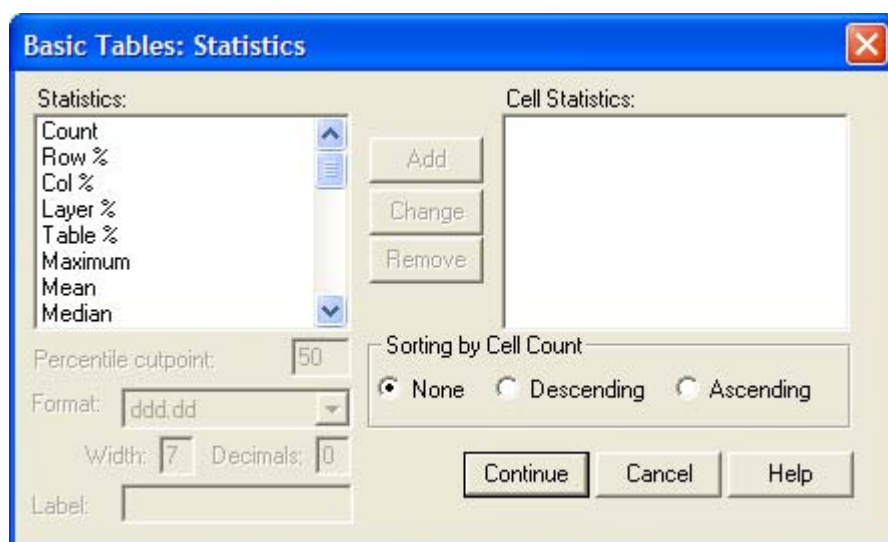 Basic Tables: Statistics
Statistics:
Count
Row %
Col %
Layer %
Table %
Maximum
Mean
Median
Add
Change
Remove
Cell Statistics:
Percentile cutpoint: 50
Format: ddd.dd
Width: 7 Decimals: 0
Label:
Sorting by Cell Count
None Descending Ascending
Continue Cancel Help